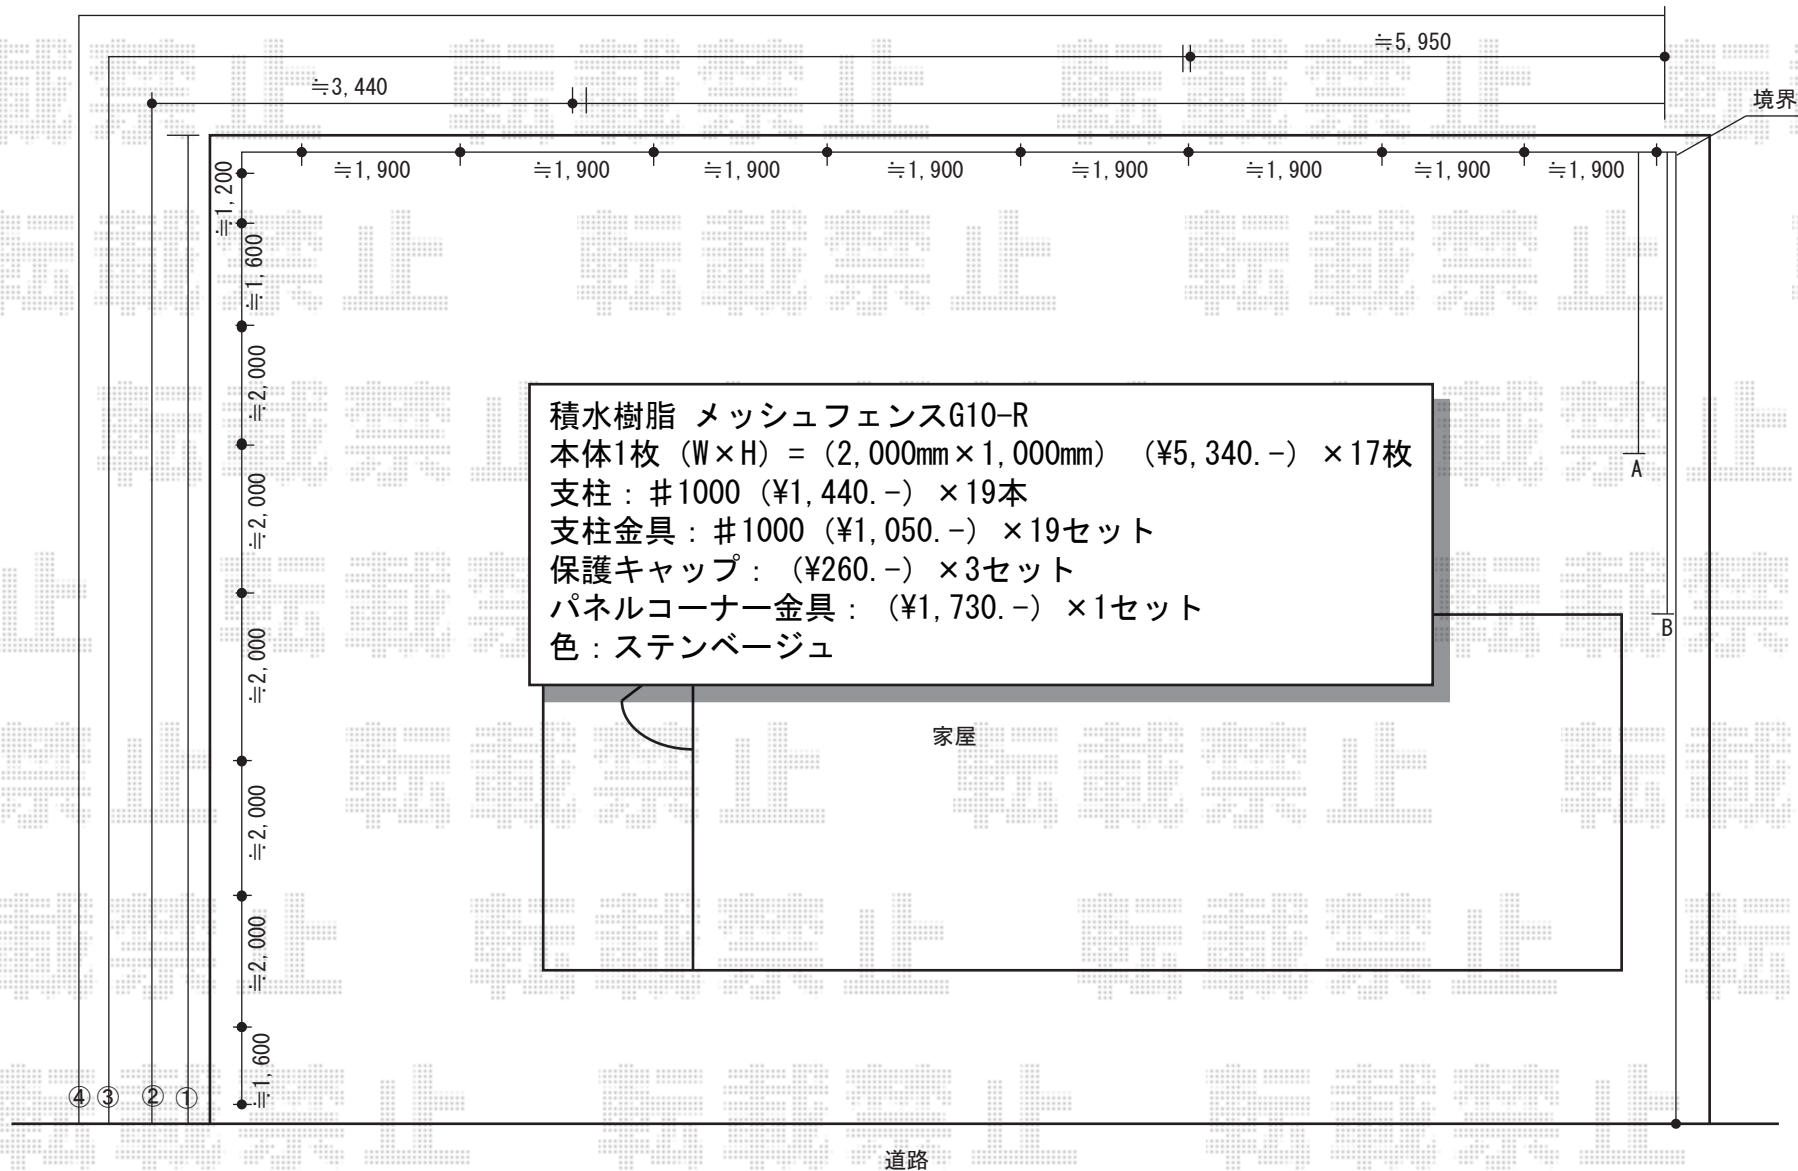 ≒5,950
≒3,440
境界
≒1,900
≒1,900
≒1,900
≒1,900
≒1,900
≒1,900
≒1,900
≒1,900
≒1,200
≒1,600
≒2,000
≒2,000
≒2,000
≒2,000
≒2,000
≒1,600
積水樹脂 メッシュフェンスG10-R
本体1枚（W×H）=（2,000mm×1,000mm）（¥5,340.-）×17枚
支柱：♯1000（¥1,440.-）×19本
支柱金具：♯1000（¥1,050.-）×19セット
保護キャップ：（¥260.-）×3セット
パネルコーナー金具：（¥1,730.-）×1セット
色：ステンベージュ
A
B
家屋
④ ③ ② ①
道路
転載禁止